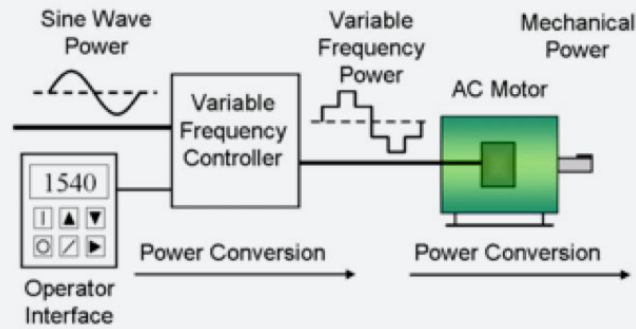 Sine Wave
Power
Variable
Frequency
Power
Mechanical
Power
AC Motor
Variable
Frequency
Controller
1540
Power Conversion
Power Conversion
Operator
Interface